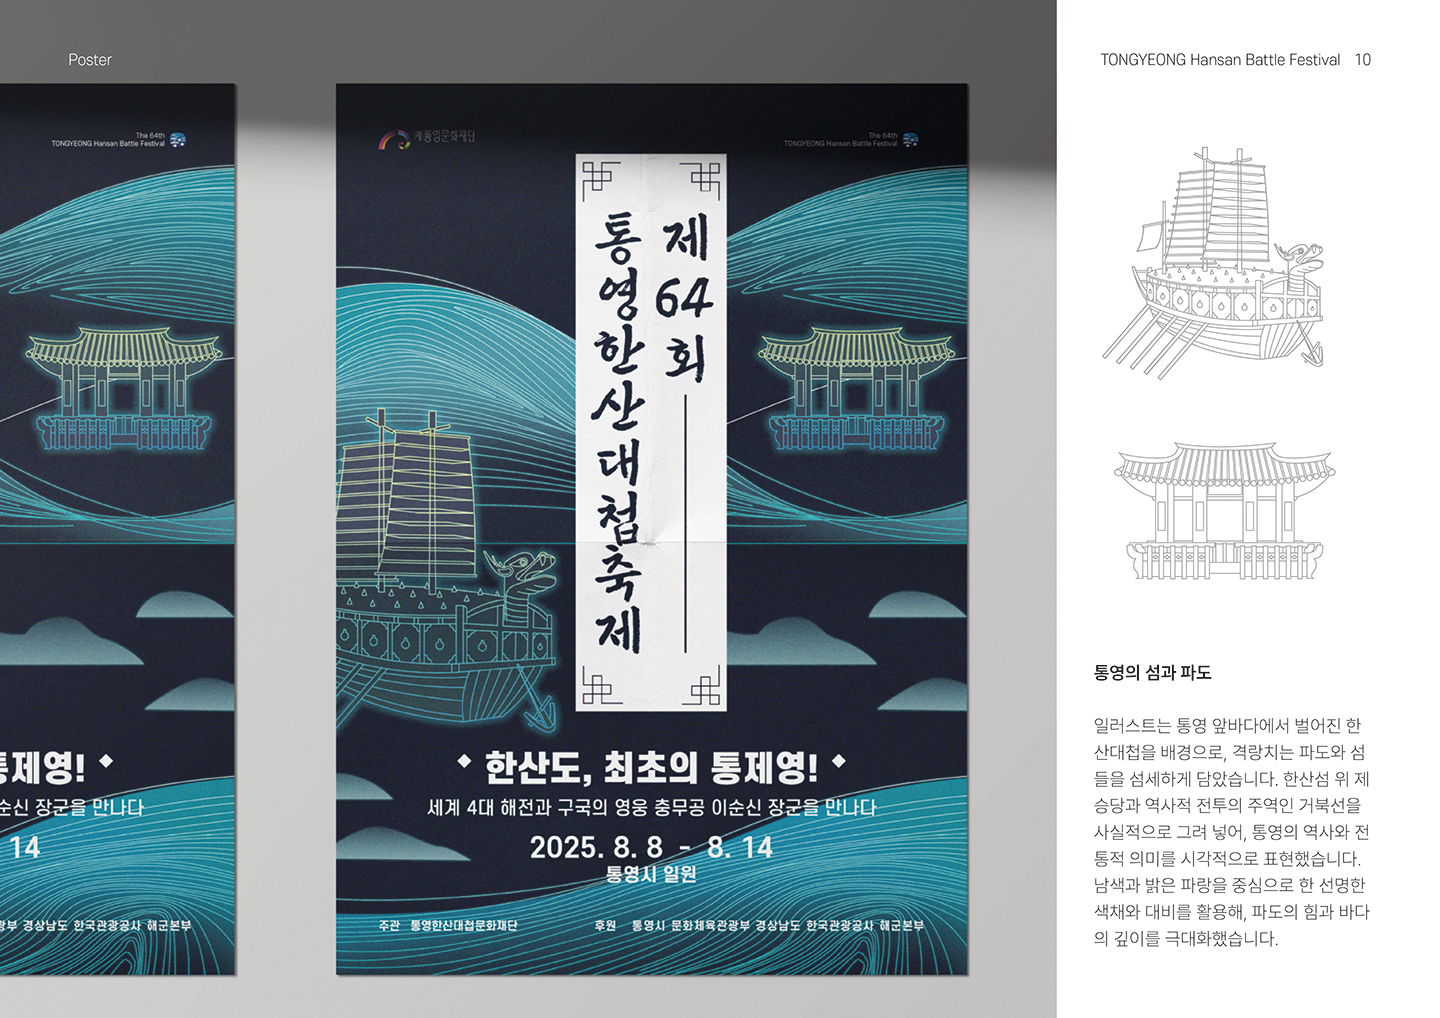 Poster
TONGYEONG Hansan Battle Festival 10
The 64th
TONGYEONG Hansan Battle Festival
통제영!
순신 장군을 만나다
14
광부 경상남도 한국관광공사 해군본부
통영문화재단
The 64th
TONGYEONG Hansan Battle Festival
제64회
통영한산대첩축제
한산도, 최초의 통제영!
세계 4대 해전과 구국의 영웅 충무공 이순신 장군을 만나다
2025. 8. 8 - 8. 14
통영시 일원
주관 통영한산대첩문화재단
후원 통영시 문화체육관광부 경상남도 한국관광공사 해군본부
통영의 섬과 파도
일러스트는 통영 앞바다에서 벌어진 한
산대첩을 배경으로, 격랑치는 파도와 섬
들을 섬세하게 담았습니다. 한산섬 위 제
승당과 역사적 전투의 주역인 거북선을
사실적으로 그려 넣어, 통영의 역사와 전
통적 의미를 시각적으로 표현했습니다.
남색과 밝은 파랑을 중심으로 한 선명한
색채와 대비를 활용해, 파도의 힘과 바다
의 깊이를 극대화했습니다.